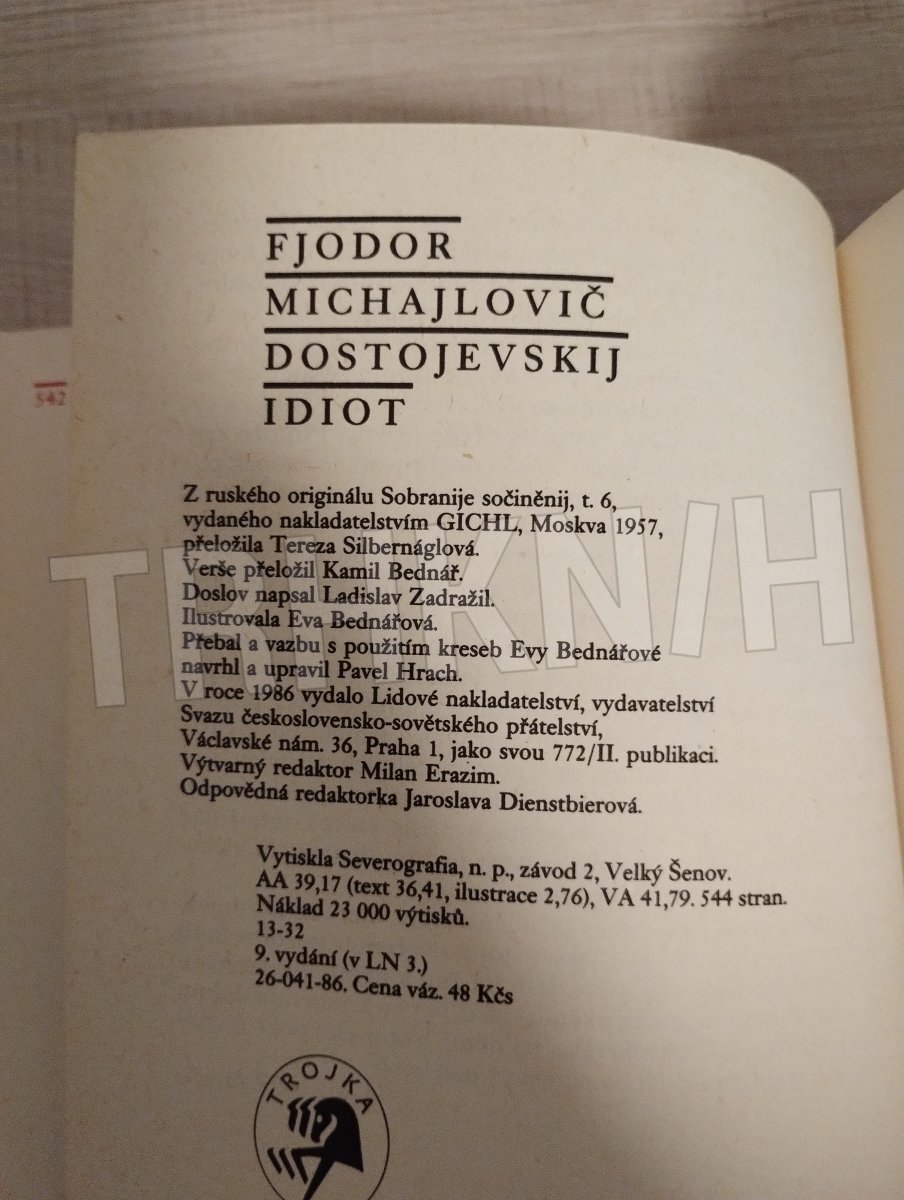 FJODOR
MICHAJLOVIČ
DOSTOJEVSKIJ
IDIOT
542
Z ruského originálu Sobranije sočiněnij, t. 6,
vydaného nakladatelstvím GICHL, Moskva 1957,
přeložila Tereza Silbernáglová.
Verše přeložil Kamil Bednář.
Doslov napsal Ladislav Zadražil.
Ilustrovala Eva Bednářová.
Přebal a vazbu s použitím kreseb Evy Bednářové
navrhl a upravil Pavel Hrach.
V roce 1986 vydalo Lidové nakladatelství, vydavatelství
Svazu československo-sovětského přátelství,
Václavské nám. 36, Praha 1, jako svou 772/II. publikaci.
Výtvarný redaktor Milan Erazim.
Odpovědná redaktorka Jaroslava Dienstbierová.
Vytiskla Severografia, n. p., závod 2, Velký Šenov.
AA 39,17 (text 36,41, ilustrace 2,76), VA 41,79. 544 stran.
Náklad 23 000 výtisků.
13-32
9. vydání (v LN 3.)
26-041-86. Cena váz. 48 Kčs
TROJKA